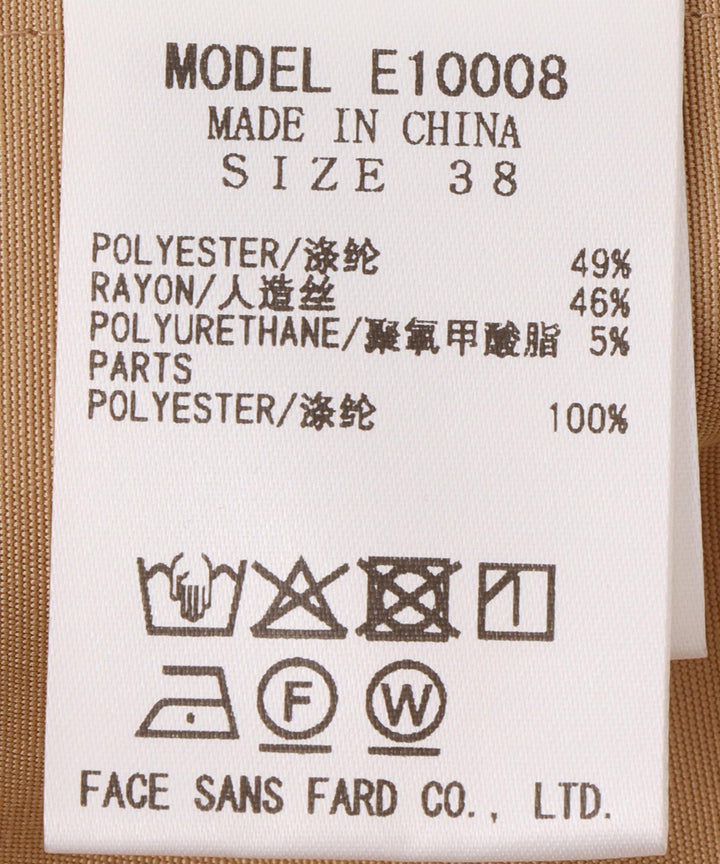 MODEL E10008
MADE IN CHINA
SIZE 38
POLYESTER/涤纶 49%
RAYON/人造丝 46%
POLYURETHANE/聚氧甲酸脂 5%
PARTS
POLYESTER/涤纶 100%
F W
FACE SANS FARD CO., LTD.